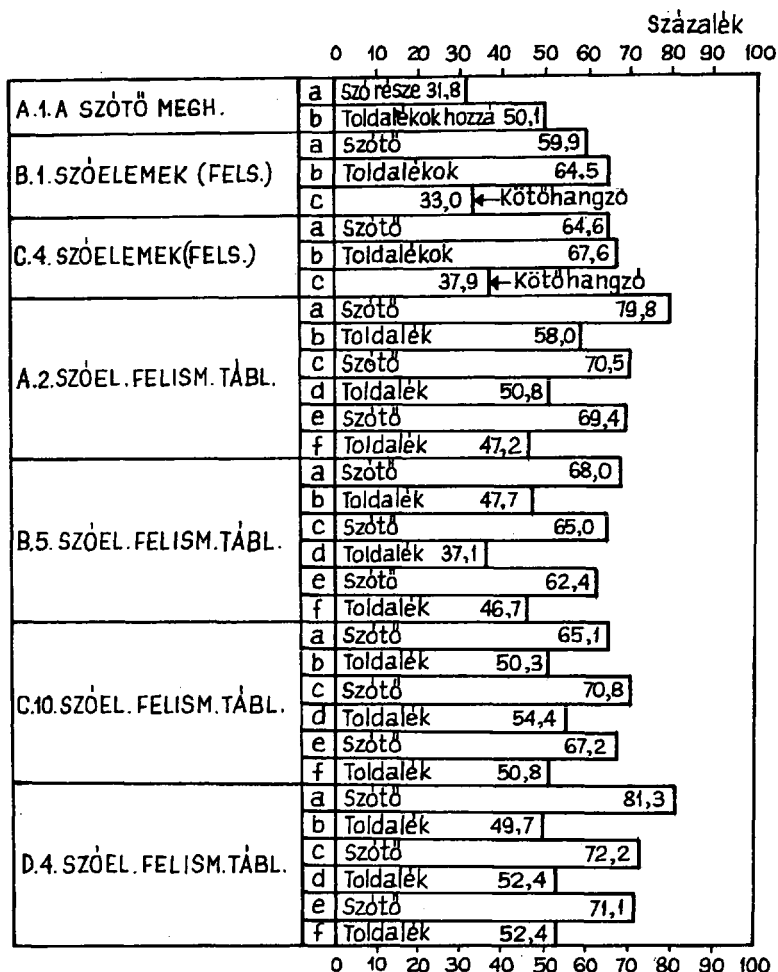 Százalék
0 10 20 30 40 50 60 70 80 90 100
A.1. A SZÓTŐ MEGH.
a Szó része 31,8
b Toldalékok hozzá 50,1
B.1. SZÓELEMEK (FELS.)
a Szótő 59,9
b Toldalékok 64,5
c 33,0 ←Kötőhangzó
C.4. SZÓELEMEK (FELS.)
a Szótő 64,6
b Toldalékok 67,6
c 37,9 ←Kötőhangzó
A.2. SZÓEL. FELISM. TÁBL.
a Szótő 79,8
b Toldalék 58,0
c Szótő 70,5
d Toldalék 50,8
e Szótő 69,4
f Toldalék 47,2
B.5. SZÓEL. FELISM. TÁBL.
a Szótő 68,0
b Toldalék 47,7
c Szótő 65,0
d Toldalék 37,1
e Szótő 62,4
f Toldalék 46,7
C.10. SZÓEL. FELISM. TÁBL.
a Szótő 65,1
b Toldalék 50,3
c Szótő 70,8
d Toldalék 54,4
e Szótő 67,2
f Toldalék 50,8
D.4. SZÓEL. FELISM. TÁBL.
a Szótő 81,3
b Toldalék 49,7
c Szótő 72,2
d Toldalék 52,4
e Szótő 71,1
f Toldalék 52,4
0 10 20 30 40 50 60 70 80 90 100